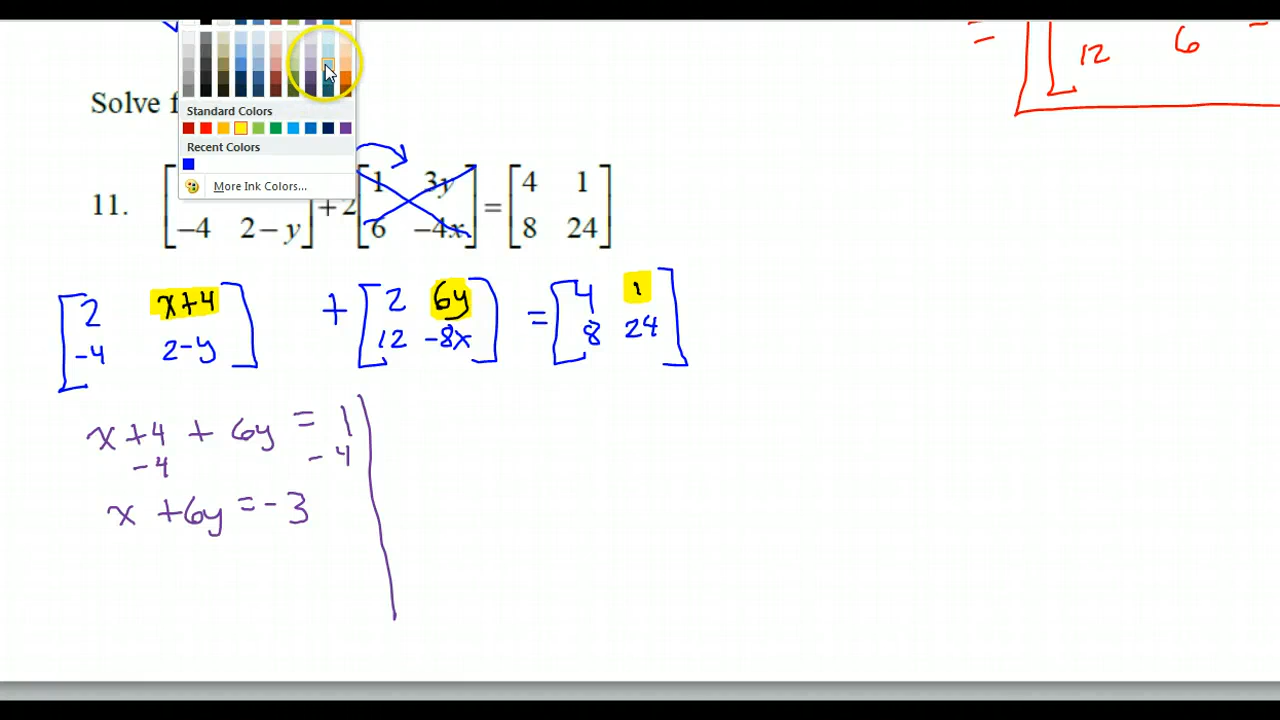 = 12 6
Standard Colors
Recent Colors
More Ink Colors...
Solve f
11. [ –4 2 – y ] + 2 [ 1 3y 6 –4x ] = [ 4 1 8 24 ]
[ 2 x+4 ] + [ 2 6y ] = [ 4 1 ]
[ -4 2-y ] [ 12 -8x ] [ 8 24 ]
x+4 + 6y = 1
-4 -4
x +6y = -3